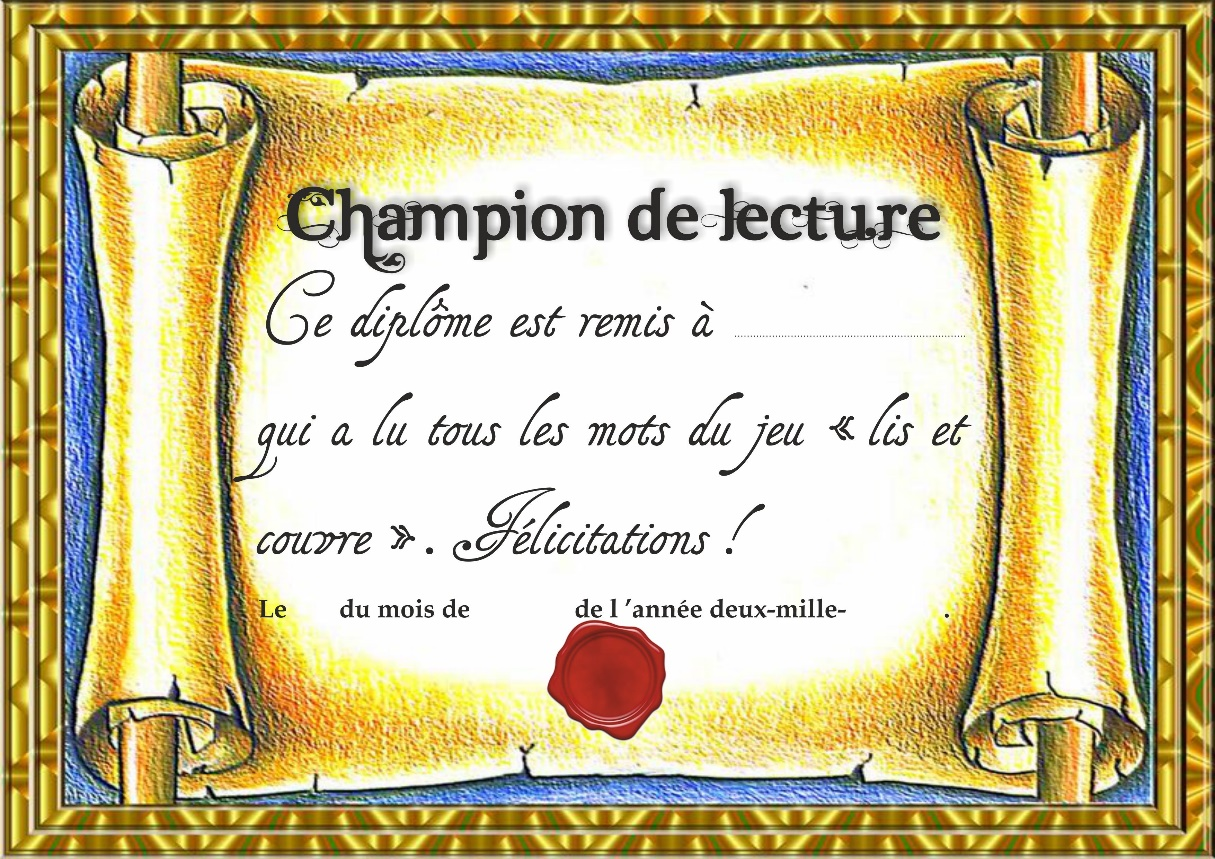 Champion de lecture
Ce diplôme est remis à ....................
qui a lu tous les mots du jeu « lis et
couvre ». Félicitations !
Le du mois de de l ’année deux-mille- .